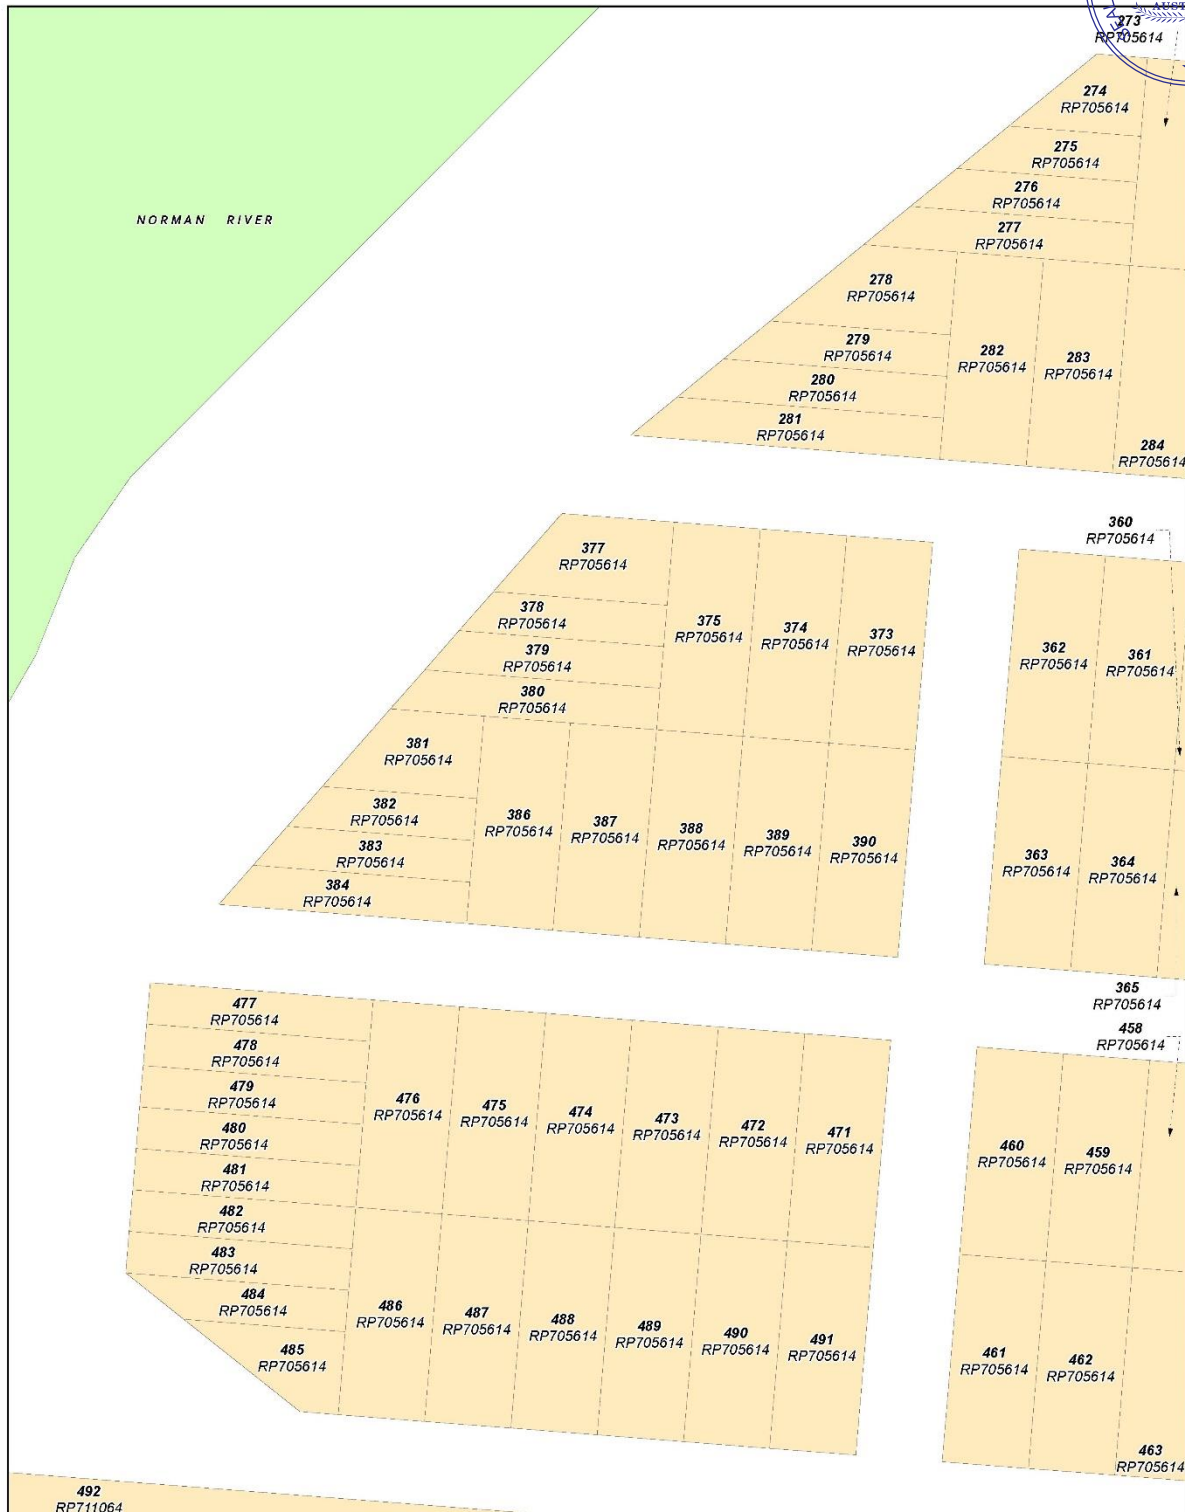 AUST
SEAL
273
RP705614
274
RP705614
275
RP705614
276
RP705614
277
RP705614
NORMAN RIVER
278
RP705614
279
RP705614
280
RP705614
281
RP705614
282
RP705614
283
RP705614
284
RP705614
360
RP705614
377
RP705614
378
RP705614
379
RP705614
380
RP705614
375
RP705614
374
RP705614
373
RP705614
362
RP705614
361
RP705614
381
RP705614
382
RP705614
383
RP705614
384
RP705614
386
RP705614
387
RP705614
388
RP705614
389
RP705614
390
RP705614
363
RP705614
364
RP705614
365
RP705614
458
RP705614
477
RP705614
478
RP705614
479
RP705614
480
RP705614
481
RP705614
482
RP705614
483
RP705614
484
RP705614
485
RP705614
476
RP705614
475
RP705614
474
RP705614
473
RP705614
472
RP705614
471
RP705614
460
RP705614
459
RP705614
486
RP705614
487
RP705614
488
RP705614
489
RP705614
490
RP705614
491
RP705614
461
RP705614
462
RP705614
463
RP705614
492
RP711064